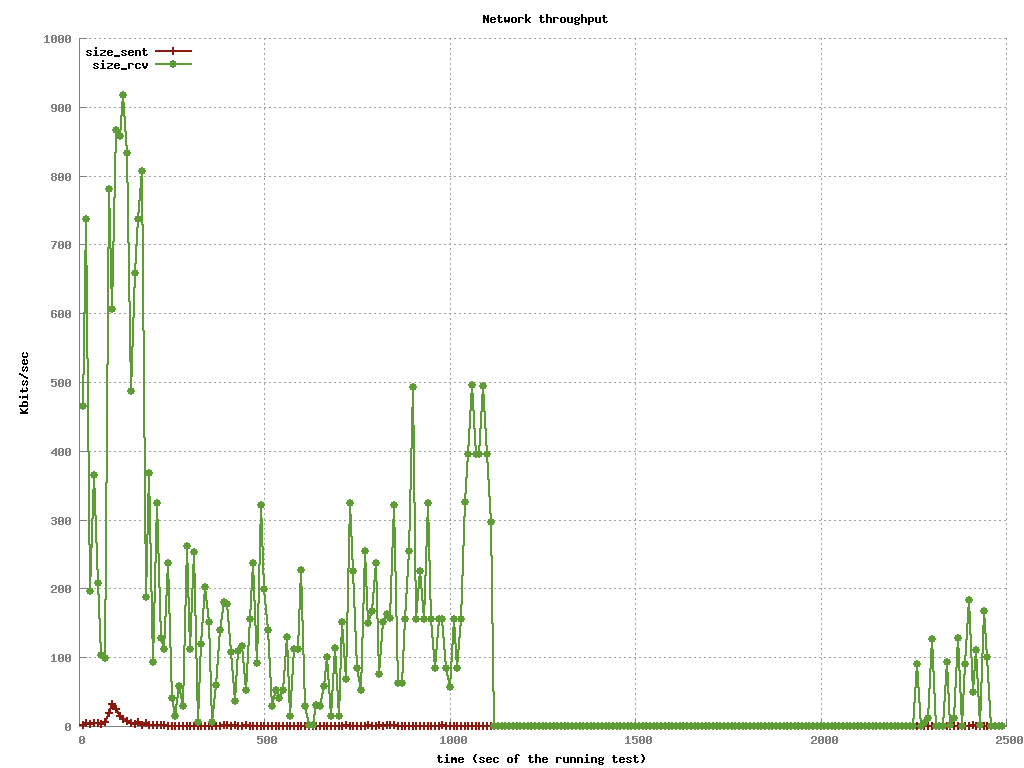 Network throughput
1000
size_sent
size_rcv
900
800
700
600
500
Kbits/sec
400
300
200
100
0
0 500 1000 1500 2000 2500
time (sec of the running test)